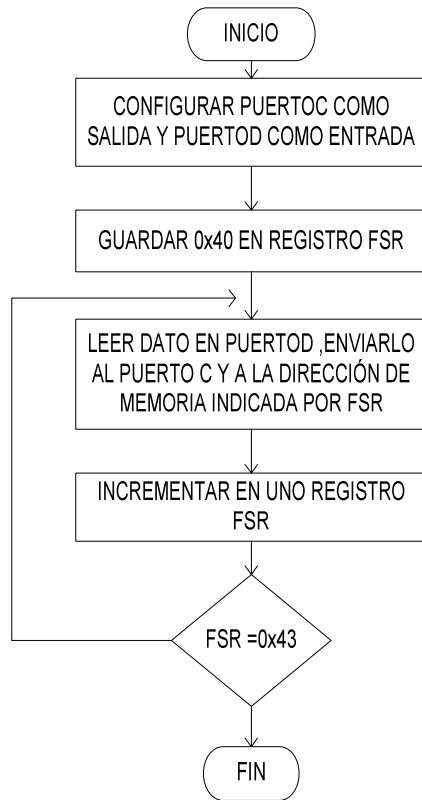 INICIO
CONFIGURAR PUERTOC COMO
SALIDA Y PUERTOD COMO ENTRADA
GUARDAR 0x40 EN REGISTRO FSR
LEER DATO EN PUERTOD ,ENVIARLO
AL PUERTO C Y A LA DIRECCIÓN DE
MEMORIA INDICADA POR FSR
INCREMENTAR EN UNO REGISTRO
FSR
FSR =0x43
FIN